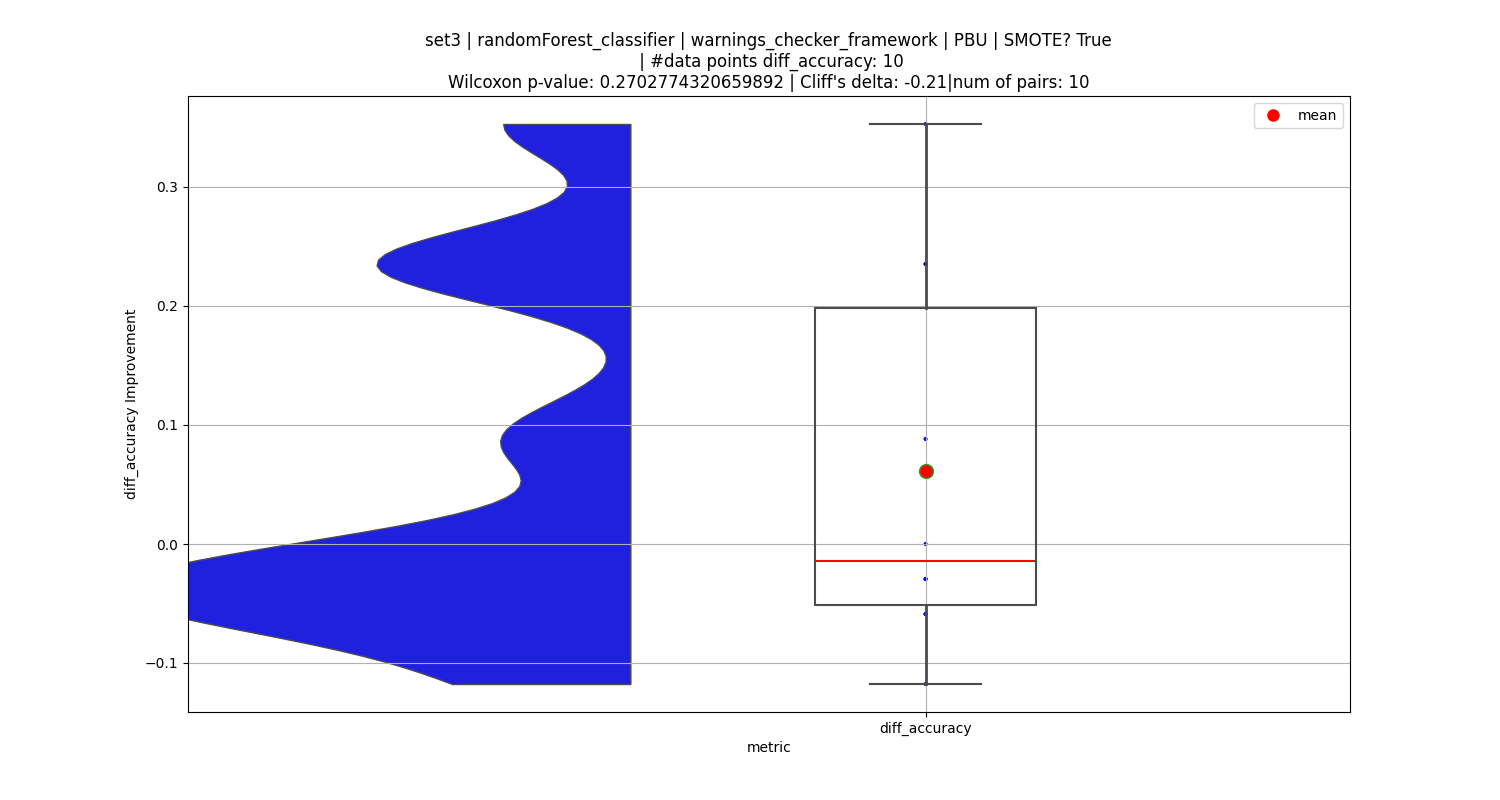 set3 | randomForest_classifier | warnings_checker_framework | PBU | SMOTE? True
| #data points diff_accuracy: 10
Wilcoxon p-value: 0.2702774320659892 | Cliff's delta: -0.21|num of pairs: 10
mean
0.3
0.2
0.1
0.0
−0.1
diff_accuracy Improvement
diff_accuracy
metric